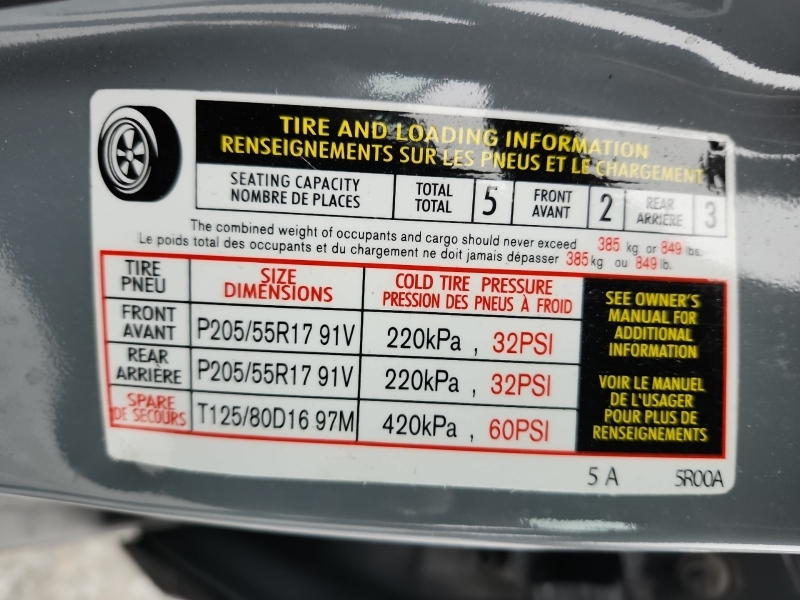 TIRE AND LOADING INFORMATION
RENSEIGNEMENTS SUR LES PNEUS ET LE CHARGEMENT
SEATING CAPACITY
NOMBRE DE PLACES
TOTAL
TOTAL
5
FRONT
AVANT
2
REAR
ARRIÈRE
3
The combined weight of occupants and cargo should never exceed 385 kg or 849 lbs.
Le poids total des occupants et du chargement ne doit jamais dépasser 385 kg ou 849 lb.
TIRE
PNEU
SIZE
DIMENSIONS
COLD TIRE PRESSURE
PRESSION DES PNEUS À FROID
FRONT
AVANT
P205/55R17 91V
220kPa , 32PSI
REAR
ARRIÈRE
P205/55R17 91V
220kPa , 32PSI
SPARE
DE SECOURS
T125/80D16 97M
420kPa , 60PSI
SEE OWNER'S
MANUAL FOR
ADDITIONAL
INFORMATION
VOIR LE MANUEL
DE L'USAGER
POUR PLUS DE
RENSEIGNEMENTS
5 A
5R00A